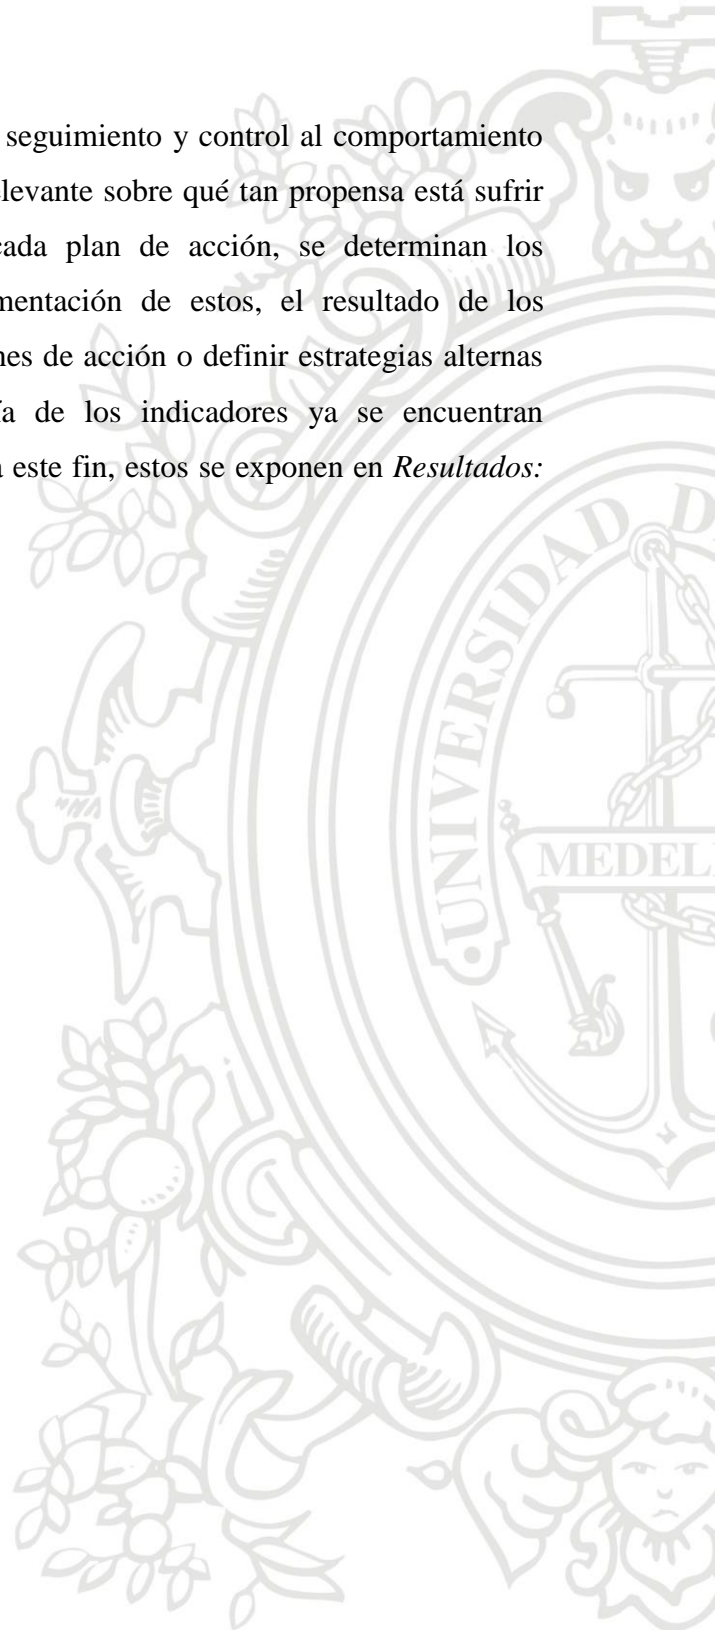 seguimiento y control al comportamiento
elevante sobre qué tan propensa está sufrir
cada plan de acción, se determinan los
mentación de estos, el resultado de los
nes de acción o definir estrategias alternas
ía de los indicadores ya se encuentran
a este fin, estos se exponen en Resultados:
UNIVERSIDAD D
MEDEL